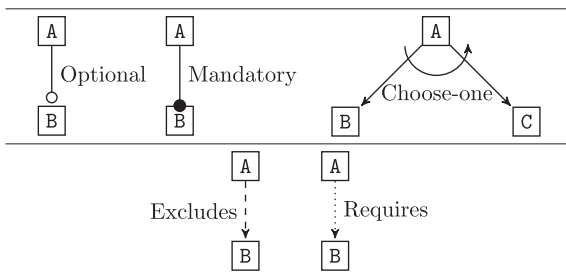 A A A
Optional Mandatory
Choose-one
B B B C
A A
Excludes Requires
B B